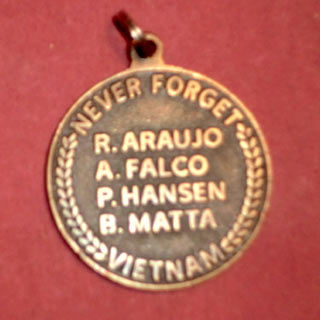 NEVER FORGET
R. ARAUJO
A. FALCO
P. HANSEN
B. MATTA
VIETNAM